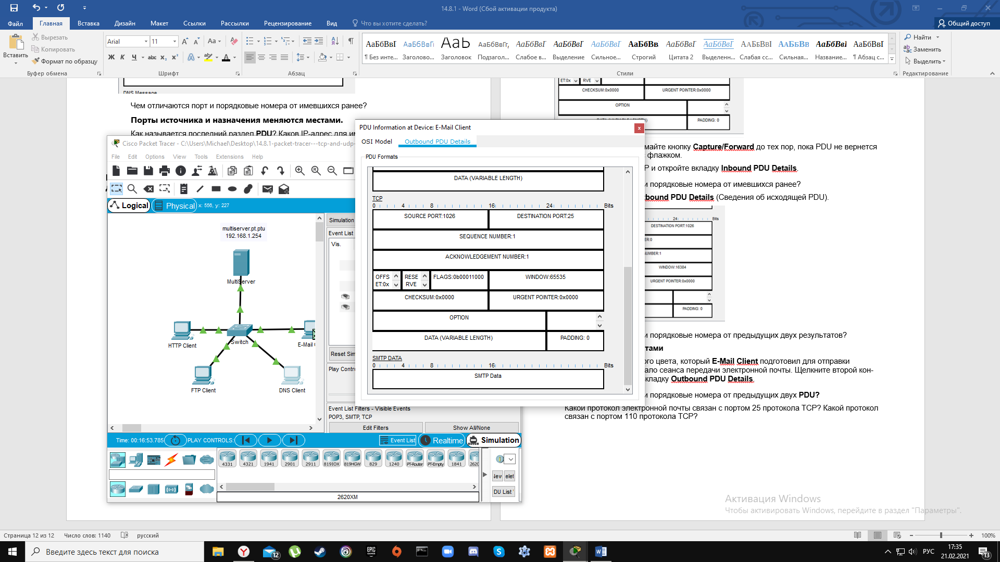 14.8.1 - Word (Сбой активации продукта)
Файл Главная Вставка Дизайн Макет Ссылки Рассылки Рецензирование Вид Что вы хотите сделать? Общий доступ
Вставить
Вырезать
Копировать
Формат по образцу
Буфер обмена
Arial 11
Шрифт
Абзац
АаБбВвГ АаБбВвГг АаБ АаБбВвГг, АаБбВвГ АаБбВвГ АаБбВвГ АаБбВв. АаБбВвГ АаБбВвГ АаБбВвГ АаБбВв АаБбВвІ АаБбВвГ
¶ Без инте... Заголово... Заголовок Подзагол... Слабое в... Выделение Сильное... Строгий Цитата 2 Выделенн... Слабая сс... Сильная... Название... ¶ Абзац с...
Стили
Найти
Заменить
Выделить
Редактирование
DNS Message
Чем отличаются порт и порядковые номера от имевшихся ранее?
Порты источника и назначения меняются местами.
Как называется последний раздел PDU? Каков IP-адрес для
Cisco Packet Tracer - C:\Users\Michael\Desktop\14.8.1-packet-tracer---tcp-and-udp-
File Edit Options View Tools Extensions Help
Logical Physical x: 556, y: 227
multiserver.pt.ptu
192.168.1.254
MultiServer
HTTP Client
Switch
E-Mail
FTP Client
DNS Client
Simulation
Event List
Vis.
Reset Sim
Play Contro
Event List Filters - Visible Events
POP3, SMTP, TCP
Edit Filters Show All/None
Time: 00:16:53.785 PLAY CONTROLS: Event List Realtime Simulation
4331 4321 1941 2901 2911 819IOX 819HGW 829 1240 PT-Router PT-Empty 1841 2620
New elet
DU List
2620XM
PDU Information at Device: E-Mail Client
x
OSI Model Outbound PDU Details
PDU Formats
DATA (VARIABLE LENGTH)
TCP
0 4 8 16 24 Bits
SOURCE PORT:1026 DESTINATION PORT:25
SEQUENCE NUMBER:1
ACKNOWLEDGEMENT NUMBER:1
OFFS
ET:0x
RESE
RVE
FLAGS:0b00011000 WINDOW:65535
CHECKSUM:0x0000 URGENT POINTER:0x0000
OPTION
DATA (VARIABLE LENGTH) PADDING: 0
SMTP DATA
0 4 8 16 Bits
SMTP Data
ET:0x RVE
CHECKSUM:0x0000 URGENT POINTER:0x0000
OPTION
PADDING: 0
майте кнопку Capture/Forward до тех пор, пока PDU не вернется
флажком.
P и откройте вкладку Inbound PDU Details.
и порядковые номера от имевшихся ранее?
bound PDU Details (Сведения об исходящей PDU).
24 Bits
DESTINATION PORT:1026
ER:0
NUMBER:1
WINDOW:16384
URGENT POINTER:0x0000
PADDING: 0
и порядковые номера от предыдущих двух результатов?
тами
ого цвета, который E-Mail Client подготовил для отправки
ало сеанса передачи электронной почты. Щелкните второй кон-
кладку Outbound PDU Details.
и порядковые номера от предыдущих двух PDU?
Какой протокол электронной почты связан с портом 25 протокола TCP? Какой протокол
связан с портом 110 протокола TCP?
Активация Windows
Чтобы активировать Windows, перейдите в раздел "Параметры".
Страница 12 из 12 Число слов: 1140 русский 100%
Введите здесь текст для поиска
12
EPIC GAMES
РУС
17:35
21.02.2021
13